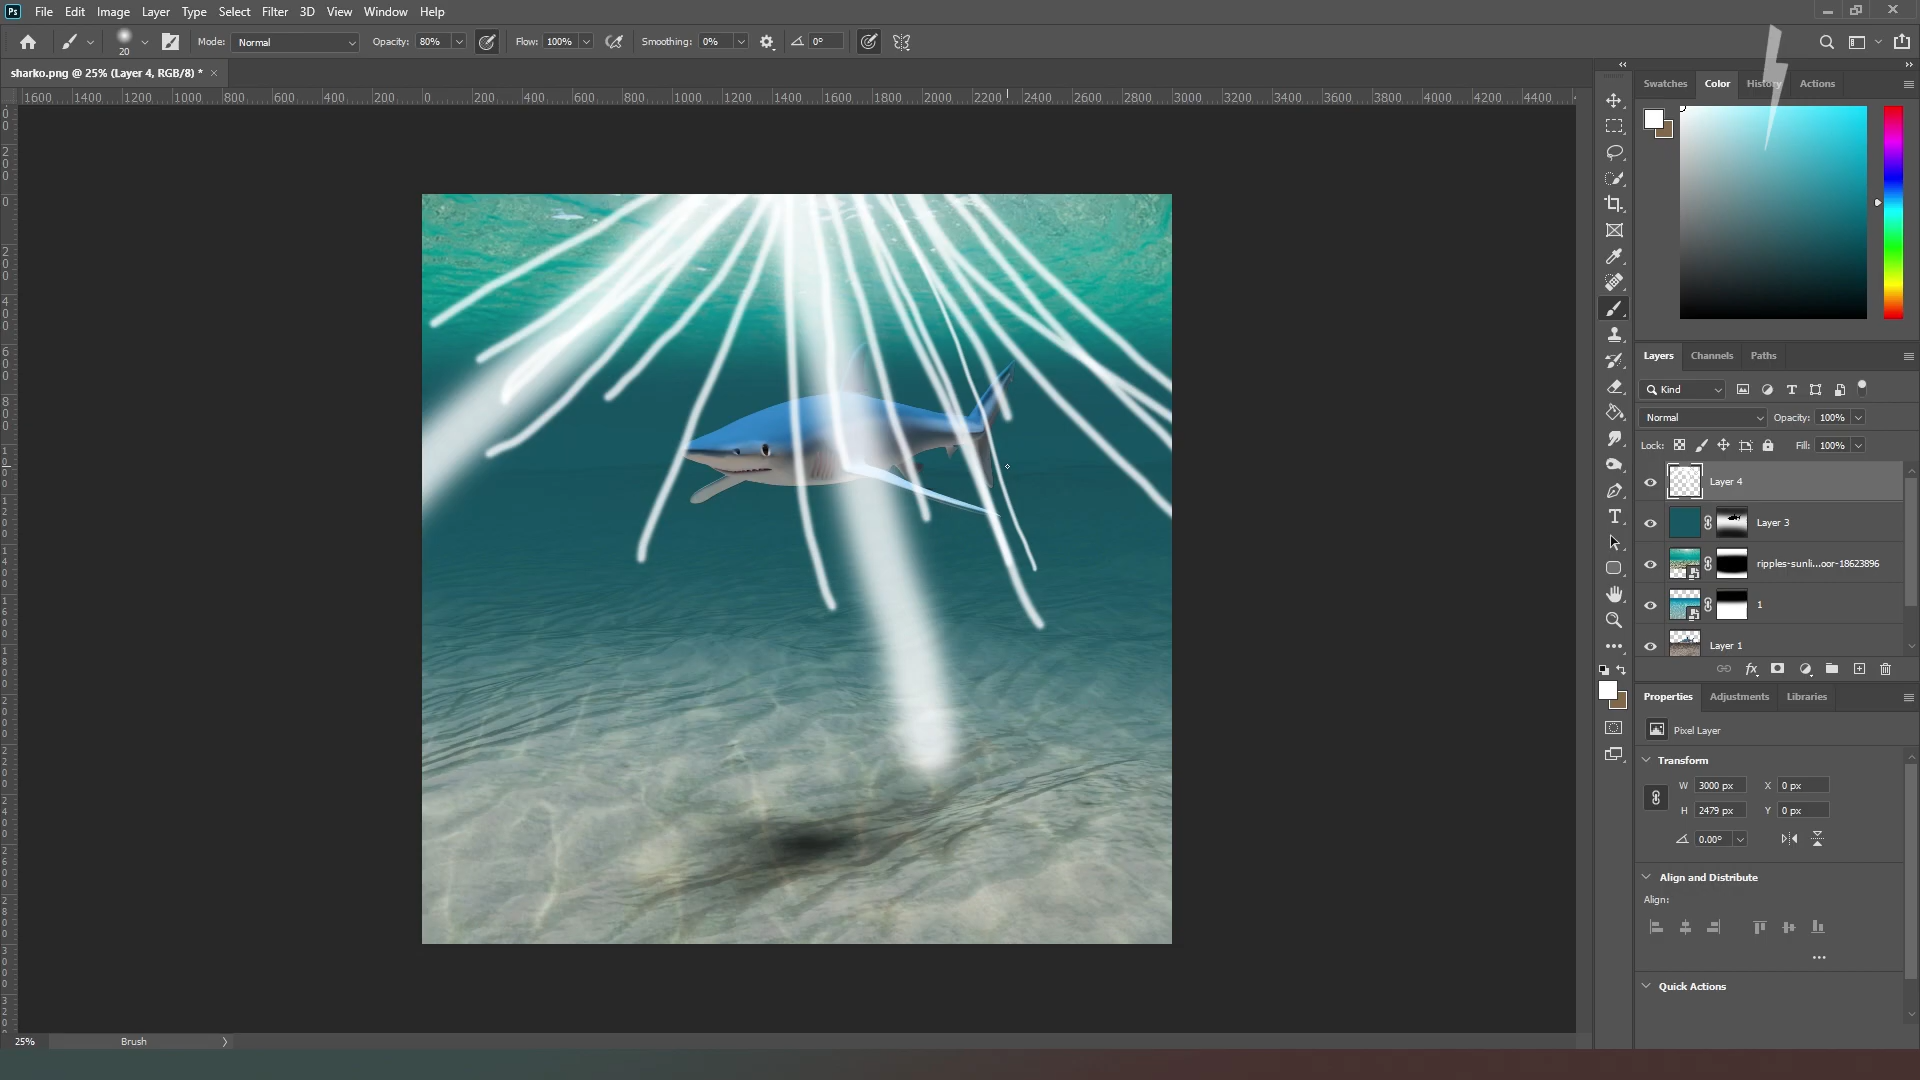 Ps File Edit Image Layer Type Select Filter 3D View Window Help
20 Mode: Normal Opacity: 80% Flow: 100% Smoothing: 0% 0°
sharko.png @ 25% (Layer 4, RGB/8) * ×
1600 1400 1200 1000 800 600 400 200 0 200 400 600 800 1000 1200 1400 1600 1800 2000 2200 2400 2600 2800 3000 3200 3400 3600 3800 4000 4200 4400
Swatches Color History Actions
Layers Channels Paths
Kind
Normal Opacity: 100%
Lock: Fill: 100%
Layer 4
Layer 3
ripples-sunli...oor-18623896
1
Layer 1
fx
Properties Adjustments Libraries
Pixel Layer
Transform
W 3000 px X 0 px
H 2479 px Y 0 px
0.00°
Align and Distribute
Align:
Quick Actions
25% Brush